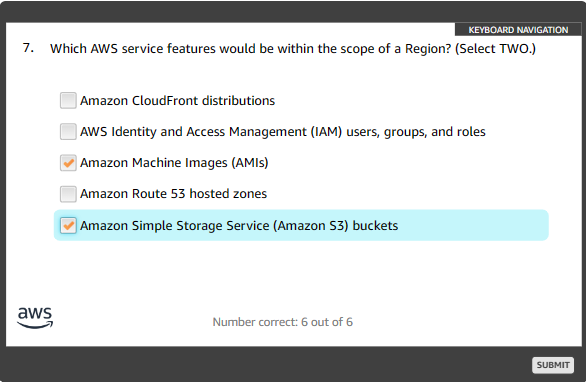 KEYBOARD NAVIGATION
7. Which AWS service features would be within the scope of a Region? (Select TWO.)
Amazon CloudFront distributions
AWS Identity and Access Management (IAM) users, groups, and roles
Amazon Machine Images (AMIs)
Amazon Route 53 hosted zones
Amazon Simple Storage Service (Amazon S3) buckets
aws
Number correct: 6 out of 6
SUBMIT